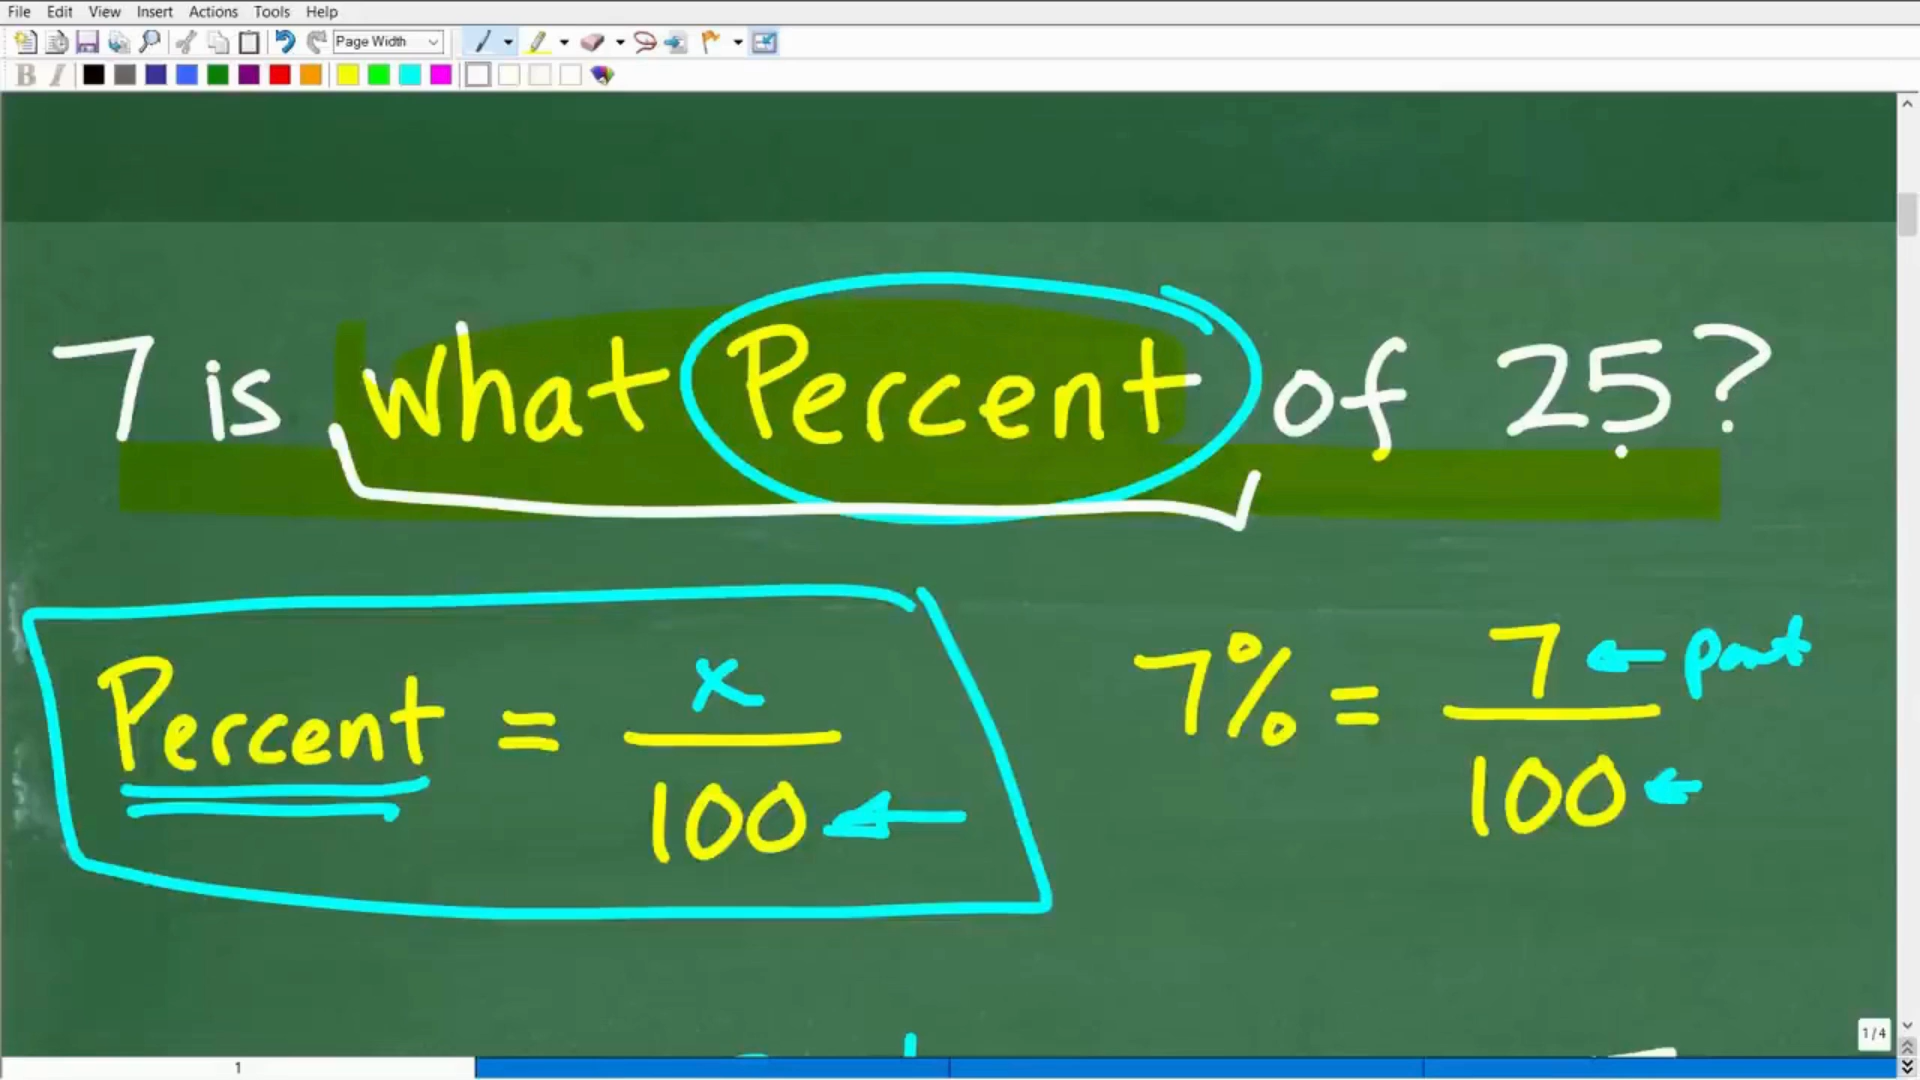 File Edit View Insert Actions Tools Help
Page Width
B I
7 is what Percent of 25?
Percent = x
100
7% = 7 ← part
100 ←
1/4
1